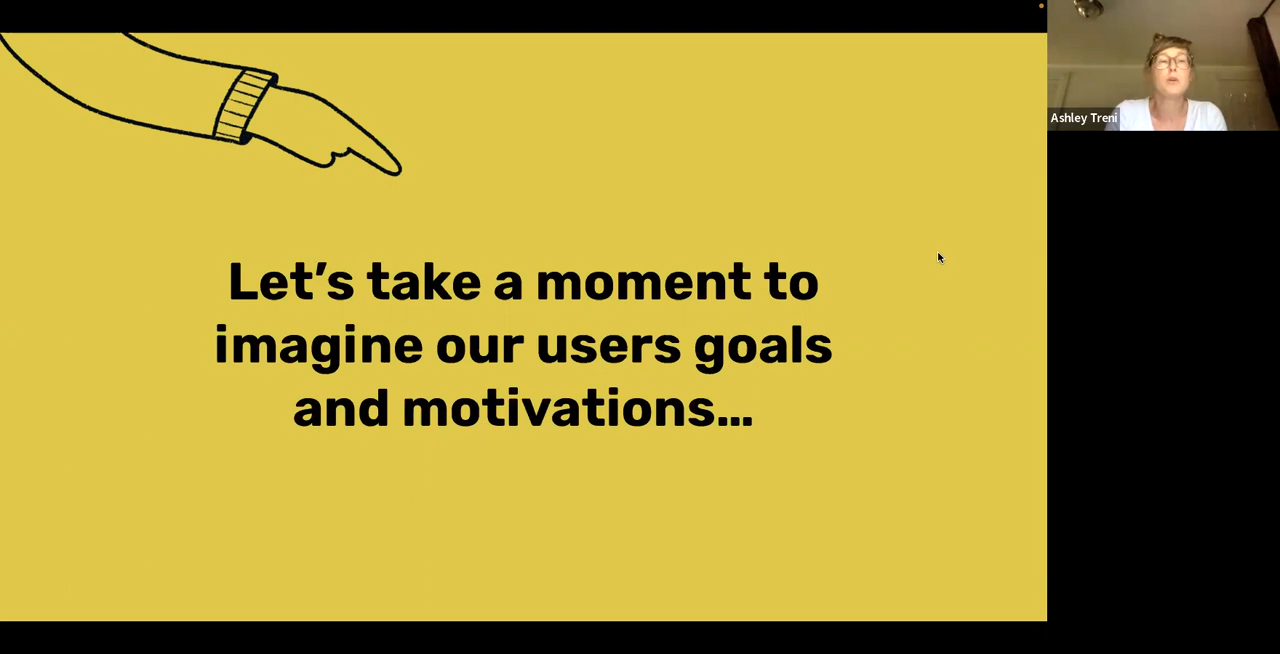 Let’s take a moment to
imagine our users goals
and motivations...
Ashley Treni